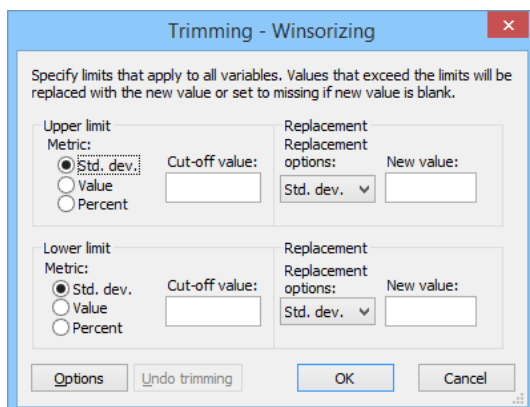 Trimming - Winsorizing
Specify limits that apply to all variables. Values that exceed the limits will be
replaced with the new value or set to missing if new value is blank.
Upper limit
Metric:
Std. dev.
Value
Percent
Cut-off value:
Replacement
Replacement
options:
Std. dev.
New value:
Lower limit
Metric:
Std. dev.
Value
Percent
Cut-off value:
Replacement
Replacement
options:
Std. dev.
New value:
Options
Undo trimming
OK
Cancel